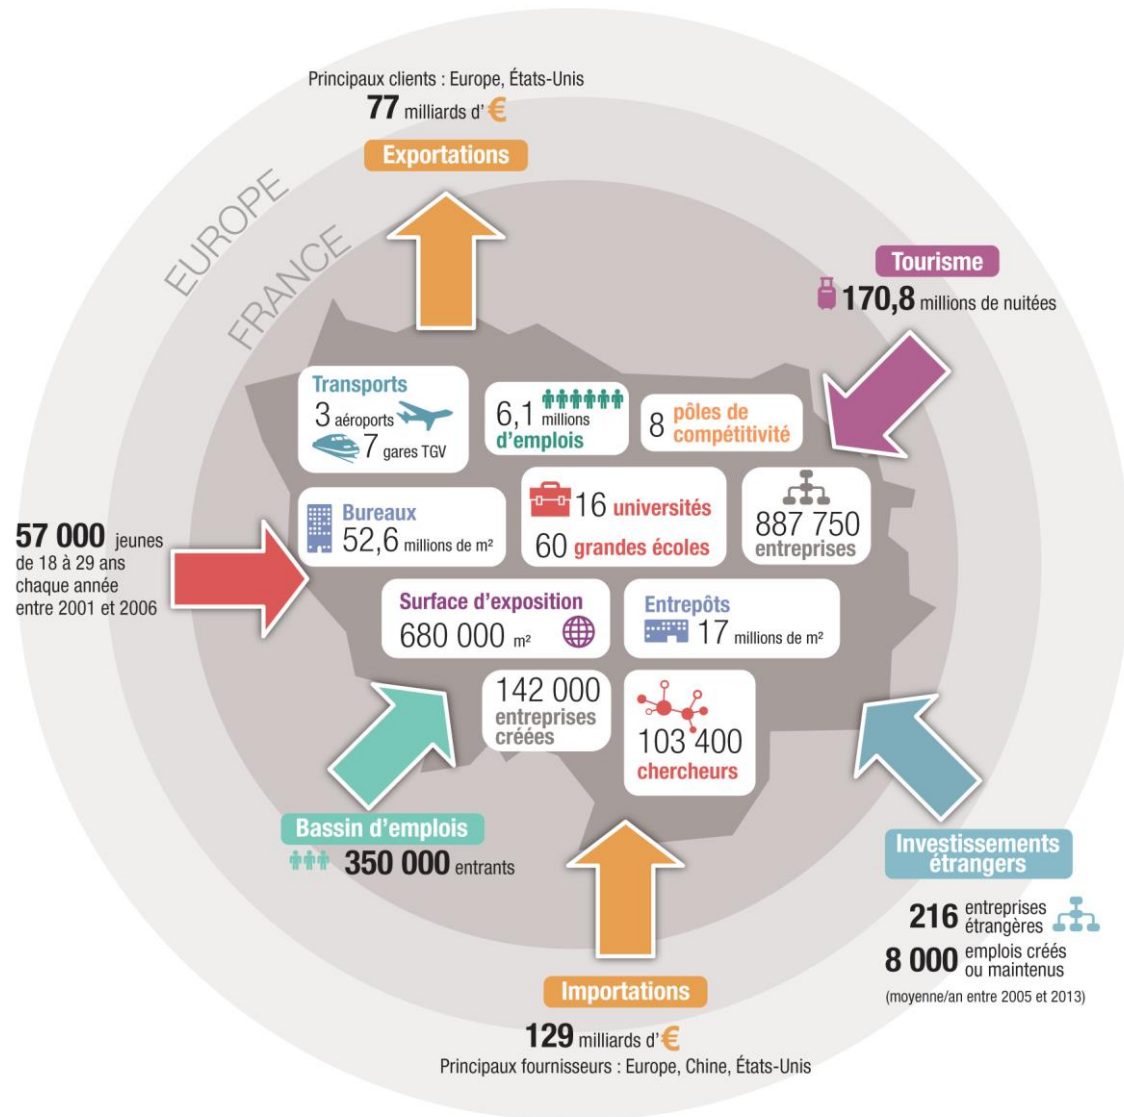 Principaux clients : Europe, États-Unis
77 milliards d'€
Exportations
EUROPE
FRANCE
Tourisme
170,8 millions de nuitées
Transports
3 aéroports
7 gares TGV
6,1 millions
d'emplois
8 pôles de
compétitivité
Bureaux
52,6 millions de m²
16 universités
60 grandes écoles
887 750
entreprises
57 000 jeunes
de 18 à 29 ans
chaque année
entre 2001 et 2006
Surface d'exposition
680 000 m²
Entrepôts
17 millions de m²
142 000
entreprises
créées
103 400
chercheurs
Bassin d'emplois
350 000 entrants
Investissements
étrangers
216 entreprises
étrangères
8 000 emplois créés
ou maintenus
(moyenne/an entre 2005 et 2013)
Importations
129 milliards d'€
Principaux fournisseurs : Europe, Chine, États-Unis